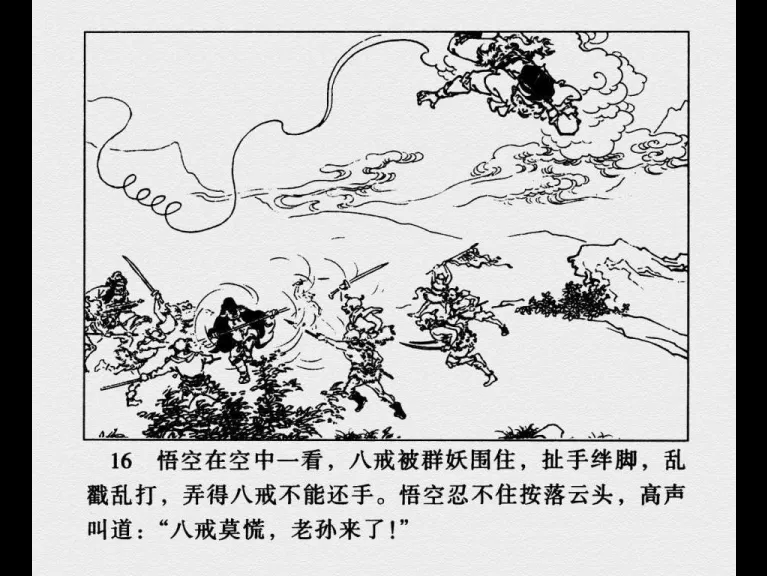 16 悟空在空中一看，八戒被群妖围住，扯手绊脚，乱
戳乱打，弄得八戒不能还手。悟空忍不住按落云头，高声
叫道：“八戒莫慌，老孙来了！”